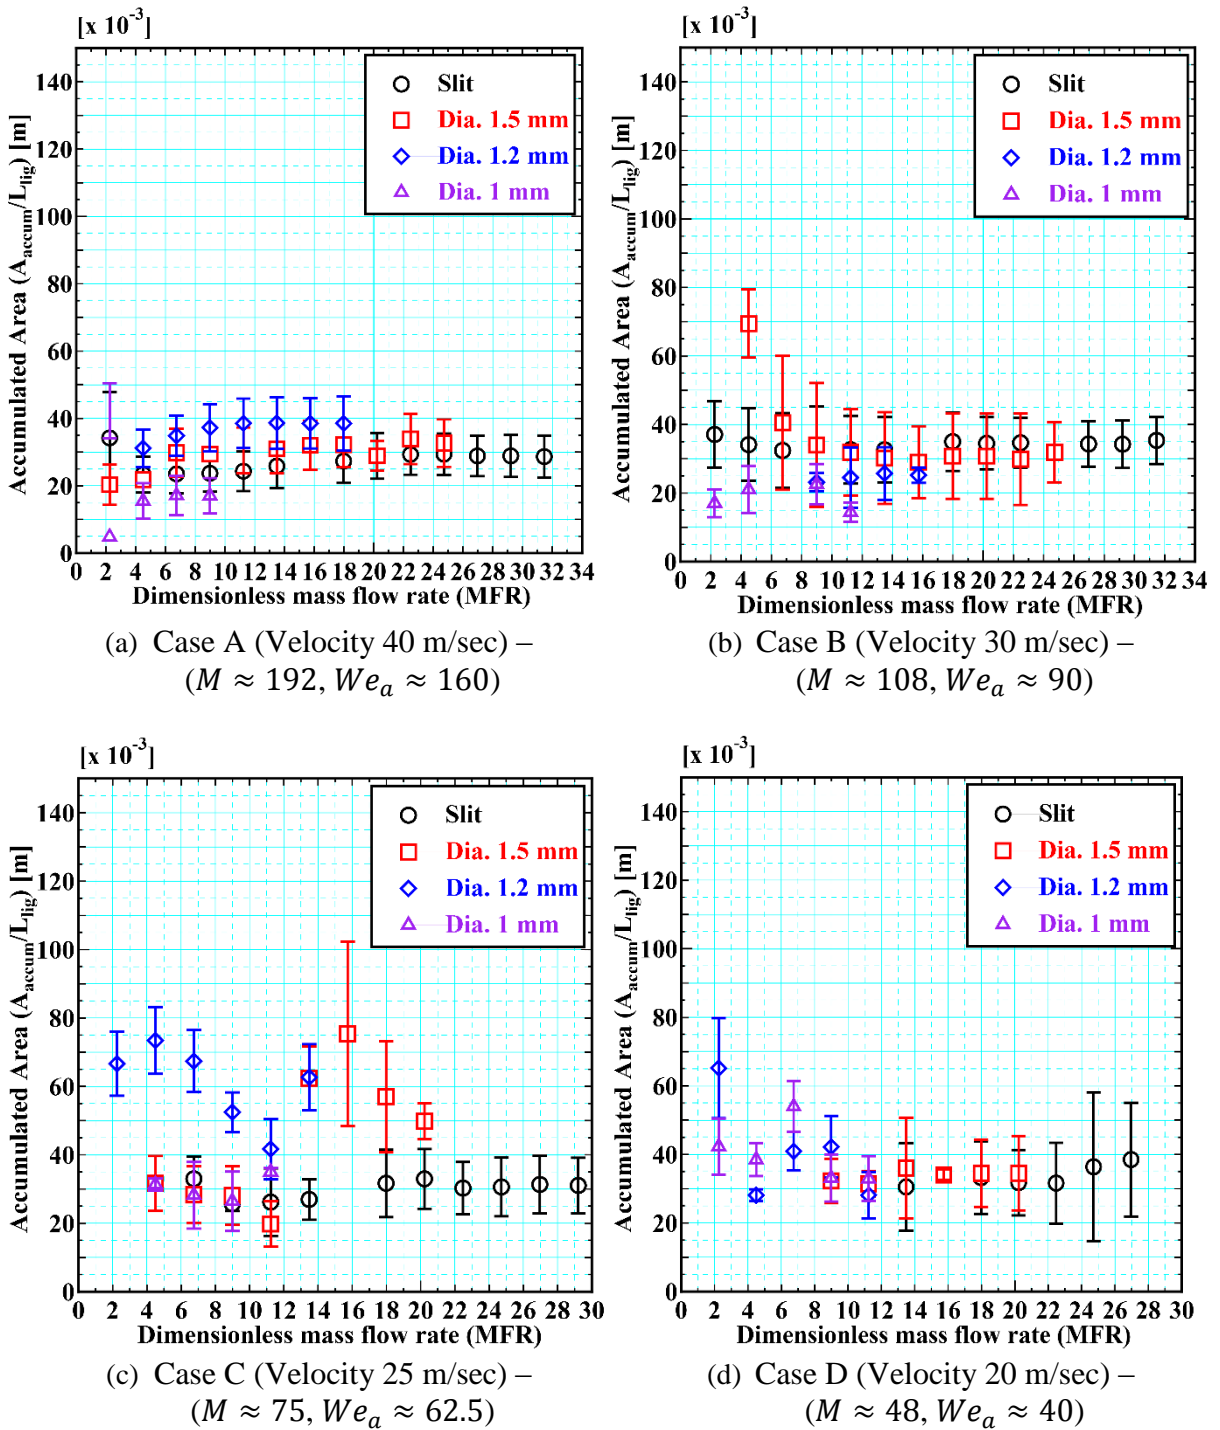 [x 10⁻³]
Accumulated Area (A_accum/L_lig) [m]
140
120
100
80
60
40
20
0
Slit
Dia. 1.5 mm
Dia. 1.2 mm
Dia. 1 mm
0 2 4 6 8 10 12 14 16 18 20 22 24 26 28 30 32 34
Dimensionless mass flow rate (MFR)
(a) Case A (Velocity 40 m/sec) –
(M ≈ 192, We_a ≈ 160)
[x 10⁻³]
Accumulated Area (A_accum/L_lig) [m]
140
120
100
80
60
40
20
0
Slit
Dia. 1.5 mm
Dia. 1.2 mm
Dia. 1 mm
0 2 4 6 8 10 12 14 16 18 20 22 24 26 28 30 32 34
Dimensionless mass flow rate (MFR)
(b) Case B (Velocity 30 m/sec) –
(M ≈ 108, We_a ≈ 90)
[x 10⁻³]
Accumulated Area (A_accum/L_lig) [m]
140
120
100
80
60
40
20
0
Slit
Dia. 1.5 mm
Dia. 1.2 mm
Dia. 1 mm
0 2 4 6 8 10 12 14 16 18 20 22 24 26 28 30
Dimensionless mass flow rate (MFR)
(c) Case C (Velocity 25 m/sec) –
(M ≈ 75, We_a ≈ 62.5)
[x 10⁻³]
Accumulated Area (A_accum/L_lig) [m]
140
120
100
80
60
40
20
0
Slit
Dia. 1.5 mm
Dia. 1.2 mm
Dia. 1 mm
0 2 4 6 8 10 12 14 16 18 20 22 24 26 28 30
Dimensionless mass flow rate (MFR)
(d) Case D (Velocity 20 m/sec) –
(M ≈ 48, We_a ≈ 40)